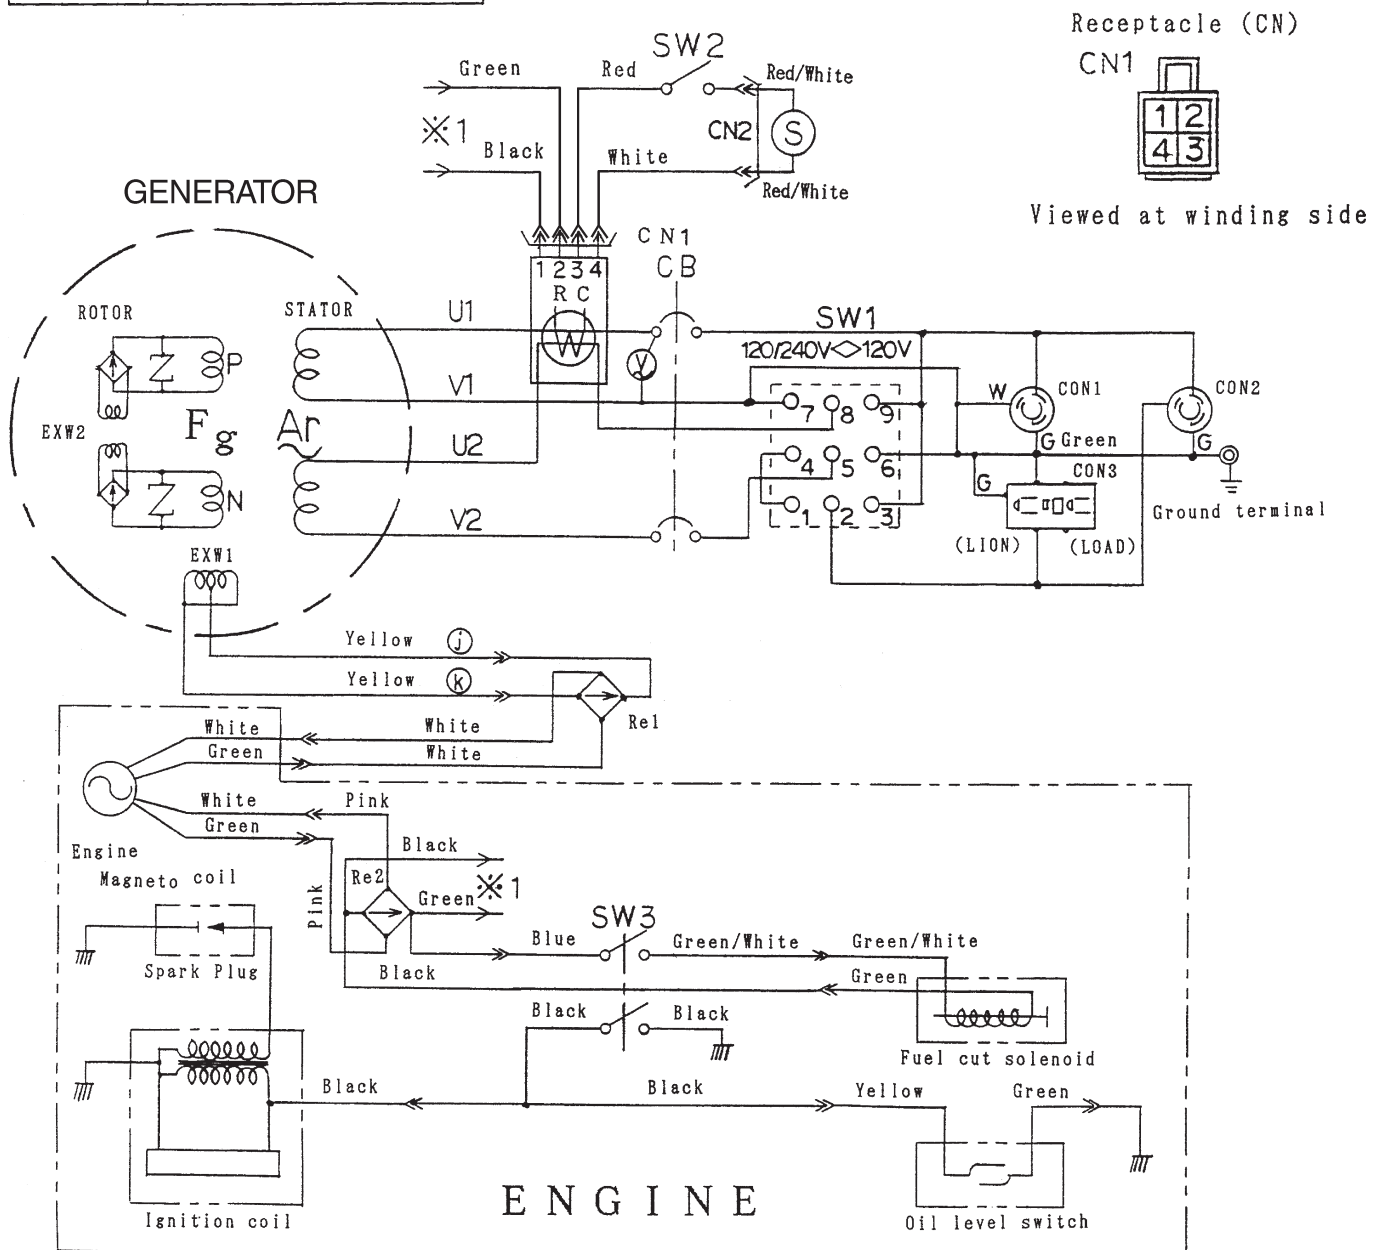 Receptacle (CN)
CN1
1 2
4 3
Viewed at winding side
SW2
Green
Red
Red/White
※1
CN2
S
Black
White
Red/White
GENERATOR
CN1
CB
1 2 3 4
R C
W
ROTOR
STATOR
U1
SW1
120/240V◇120V
V
P
V1
W
CON1
CON2
EXW2
Fg
Ar
7 8 9
U2
G Green
G
4 5 6
CON3
N
V2
G
1 2 3
Ground terminal
(LION)
(LOAD)
EXW1
Yellow
j
Yellow
k
Re1
White
White
Green
White
White
Pink
Green
Engine
Magneto coil
Black
Re2
Pink
Green
※1
SW3
Spark Plug
Blue
Green/White
Green/White
Black
Green
Black
Black
Fuel cut solenoid
Black
Black
Yellow
Green
ENGINE
Ignition coil
Oil level switch